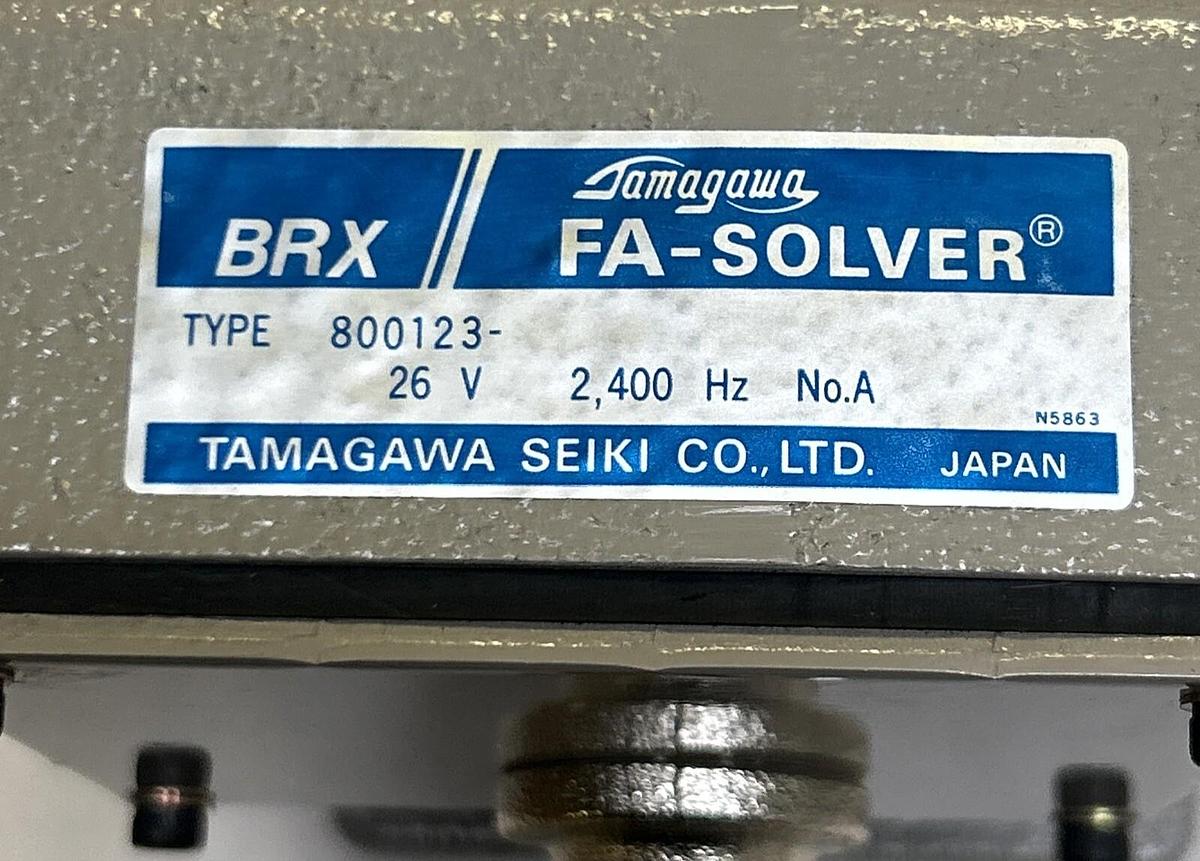 Tamagawa
BRX FA-SOLVER®
TYPE 800123-
26 V 2,400 Hz No.A
N5863
TAMAGAWA SEIKI CO.,LTD. JAPAN